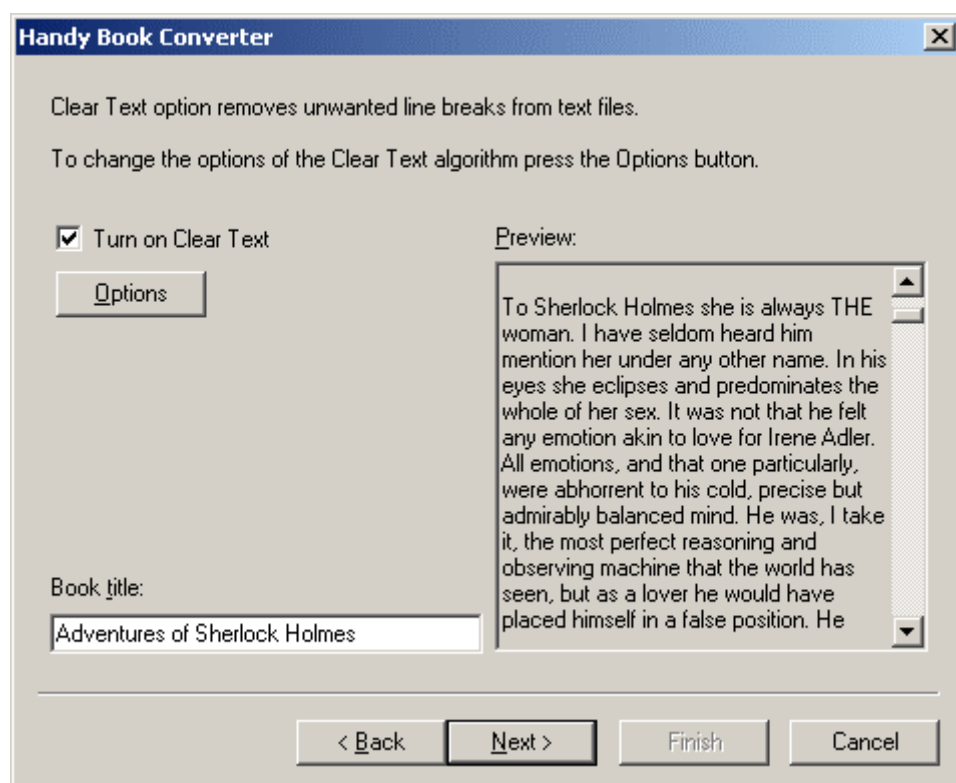 Handy Book Converter
Clear Text option removes unwanted line breaks from text files.
To change the options of the Clear Text algorithm press the Options button.
Turn on Clear Text
Options
Preview:
To Sherlock Holmes she is always THE
woman. I have seldom heard him
mention her under any other name. In his
eyes she eclipses and predominates the
whole of her sex. It was not that he felt
any emotion akin to love for Irene Adler.
All emotions, and that one particularly,
were abhorrent to his cold, precise but
admirably balanced mind. He was, I take
it, the most perfect reasoning and
observing machine that the world has
seen, but as a lover he would have
placed himself in a false position. He
Book title:
Adventures of Sherlock Holmes
< Back
Next >
Finish
Cancel